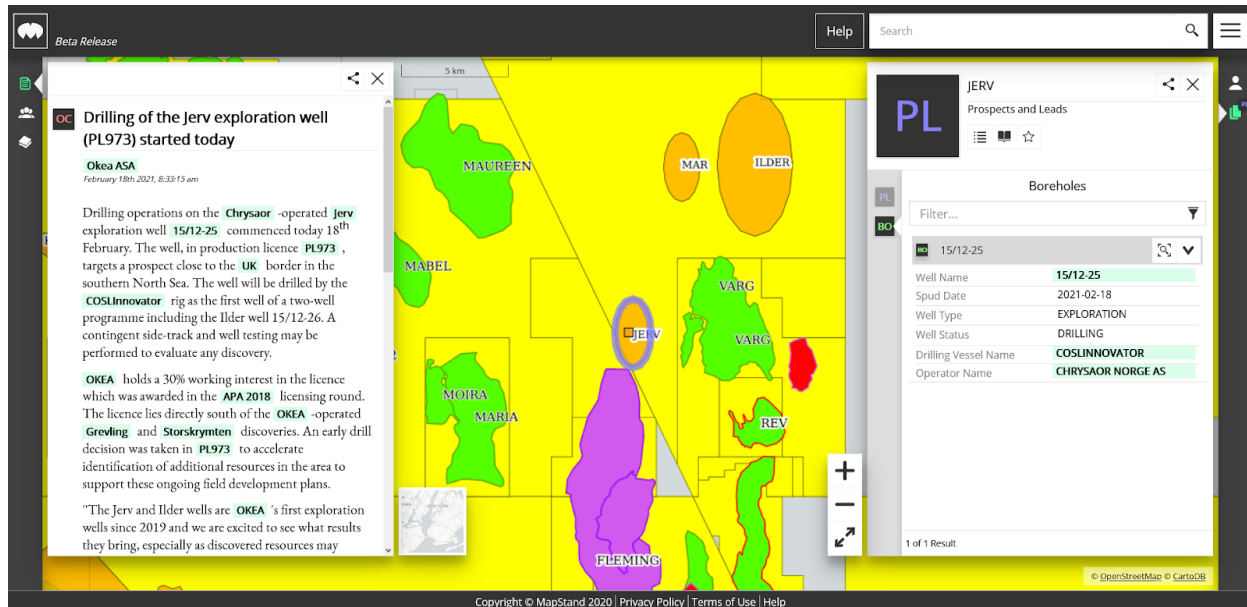 Beta Release
Help
Search
OC
Drilling of the Jerv exploration well
(PL973) started today
Okea ASA
February 18th 2021, 8:33:15 am
Drilling operations on the Chrysaor -operated Jerv
exploration well 15/12-25 commenced today 18th
February. The well, in production licence PL973 ,
targets a prospect close to the UK border in the
southern North Sea. The well will be drilled by the
COSLInnovator rig as the first well of a two-well
programme including the Ilder well 15/12-26. A
contingent side-track and well testing may be
performed to evaluate any discovery.
OKEA holds a 30% working interest in the licence
which was awarded in the APA 2018 licensing round.
The licence lies directly south of the OKEA -operated
Grevling and Storskrymten discoveries. An early drill
decision was taken in PL973 to accelerate
identification of additional resources in the area to
support these ongoing field development plans.
"The Jerv and Ilder wells are OKEA 's first exploration
wells since 2019 and we are excited to see what results
they bring, especially as discovered resources may
5 km
MAUREEN
MAR
ILDER
MABEL
VARG
JERV
VARG
MOIRA
MARIA
REV
FLEMING
PL
JERV
Prospects and Leads
PL
BO
Boreholes
Filter...
BO 15/12-25
Well Name 15/12-25
Spud Date 2021-02-18
Well Type EXPLORATION
Well Status DRILLING
Drilling Vessel Name COSLINNOVATOR
Operator Name CHRYSAOR NORGE AS
1 of 1 Result
© OpenStreetMap © CartoDB
Copyright © MapStand 2020 | Privacy Policy | Terms of Use | Help